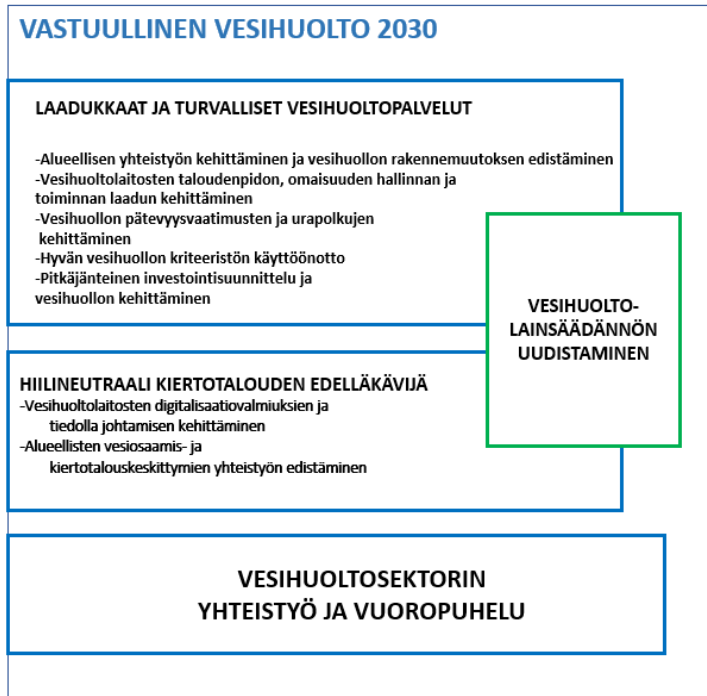 VASTUULLINEN VESIHUOLTO 2030
LAADUKKAAT JA TURVALLISET VESIHUOLTOPALVELUT
-Alueellisen yhteistyön kehittäminen ja vesihuollon rakennemuutoksen edistäminen
-Vesihuoltolaitosten taloudenpidon, omaisuuden hallinnan ja
toiminnan laadun kehittäminen
-Vesihuollon pätevyysvaatimusten ja urapolkujen
kehittäminen
-Hyvän vesihuollon kriteeristön käyttöönotto
-Pitkäjänteinen investointisuunnittelu ja
vesihuollon kehittäminen
VESIHUOLTO-
LAINSÄÄDÄNNÖN
UUDISTAMINEN
HIILINEUTRAALI KIERTOTALOUDEN EDELLÄKÄVIJÄ
-Vesihuoltolaitosten digitalisaatiovalmiuksien ja
tiedolla johtamisen kehittäminen
-Alueellisten vesiosaamis- ja
kiertotalouskeskittymien yhteistyön edistäminen
VESIHUOLTOSEKTORIN
YHTEISTYÖ JA VUOROPUHELU